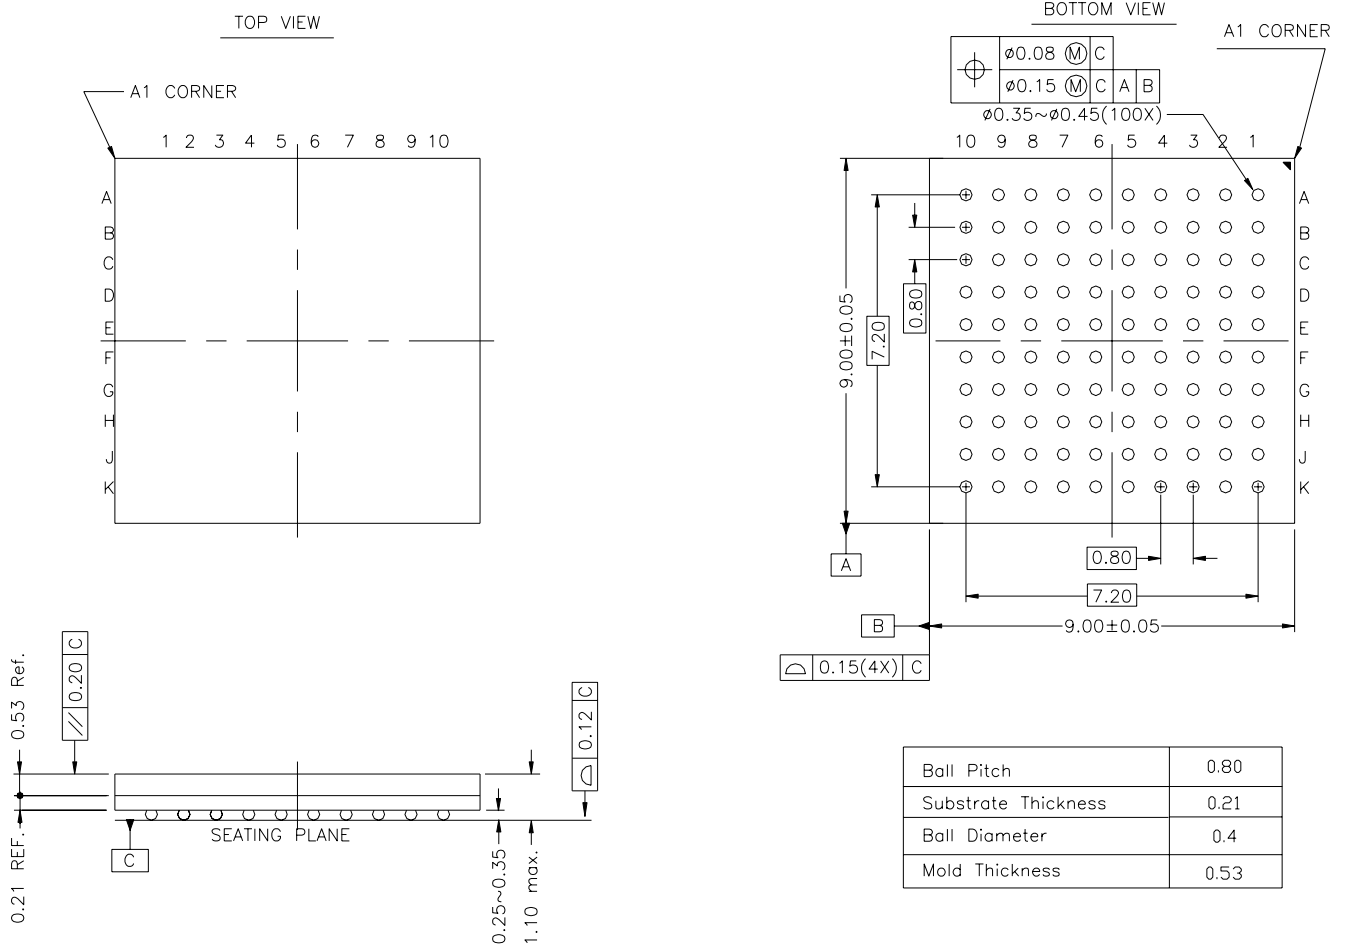 TOP VIEW
A1 CORNER
1 2 3 4 5 6 7 8 9 10
A
B
C
D
E
F
G
H
J
K
BOTTOM VIEW
A1 CORNER
⌀0.08 Ⓜ C
⌀0.15 Ⓜ C A B
⌀0.35~⌀0.45(100X)
10 9 8 7 6 5 4 3 2 1
A
B
C
D
E
F
G
H
J
K
0.80
7.20
9.00±0.05
A
0.80
7.20
B
9.00±0.05
0.15(4X) C
0.53 Ref.
// 0.20 C
0.12 C
SEATING PLANE
C
0.21 REF.
0.25~0.35
1.10 max.
Ball Pitch 0.80
Substrate Thickness 0.21
Ball Diameter 0.4
Mold Thickness 0.53